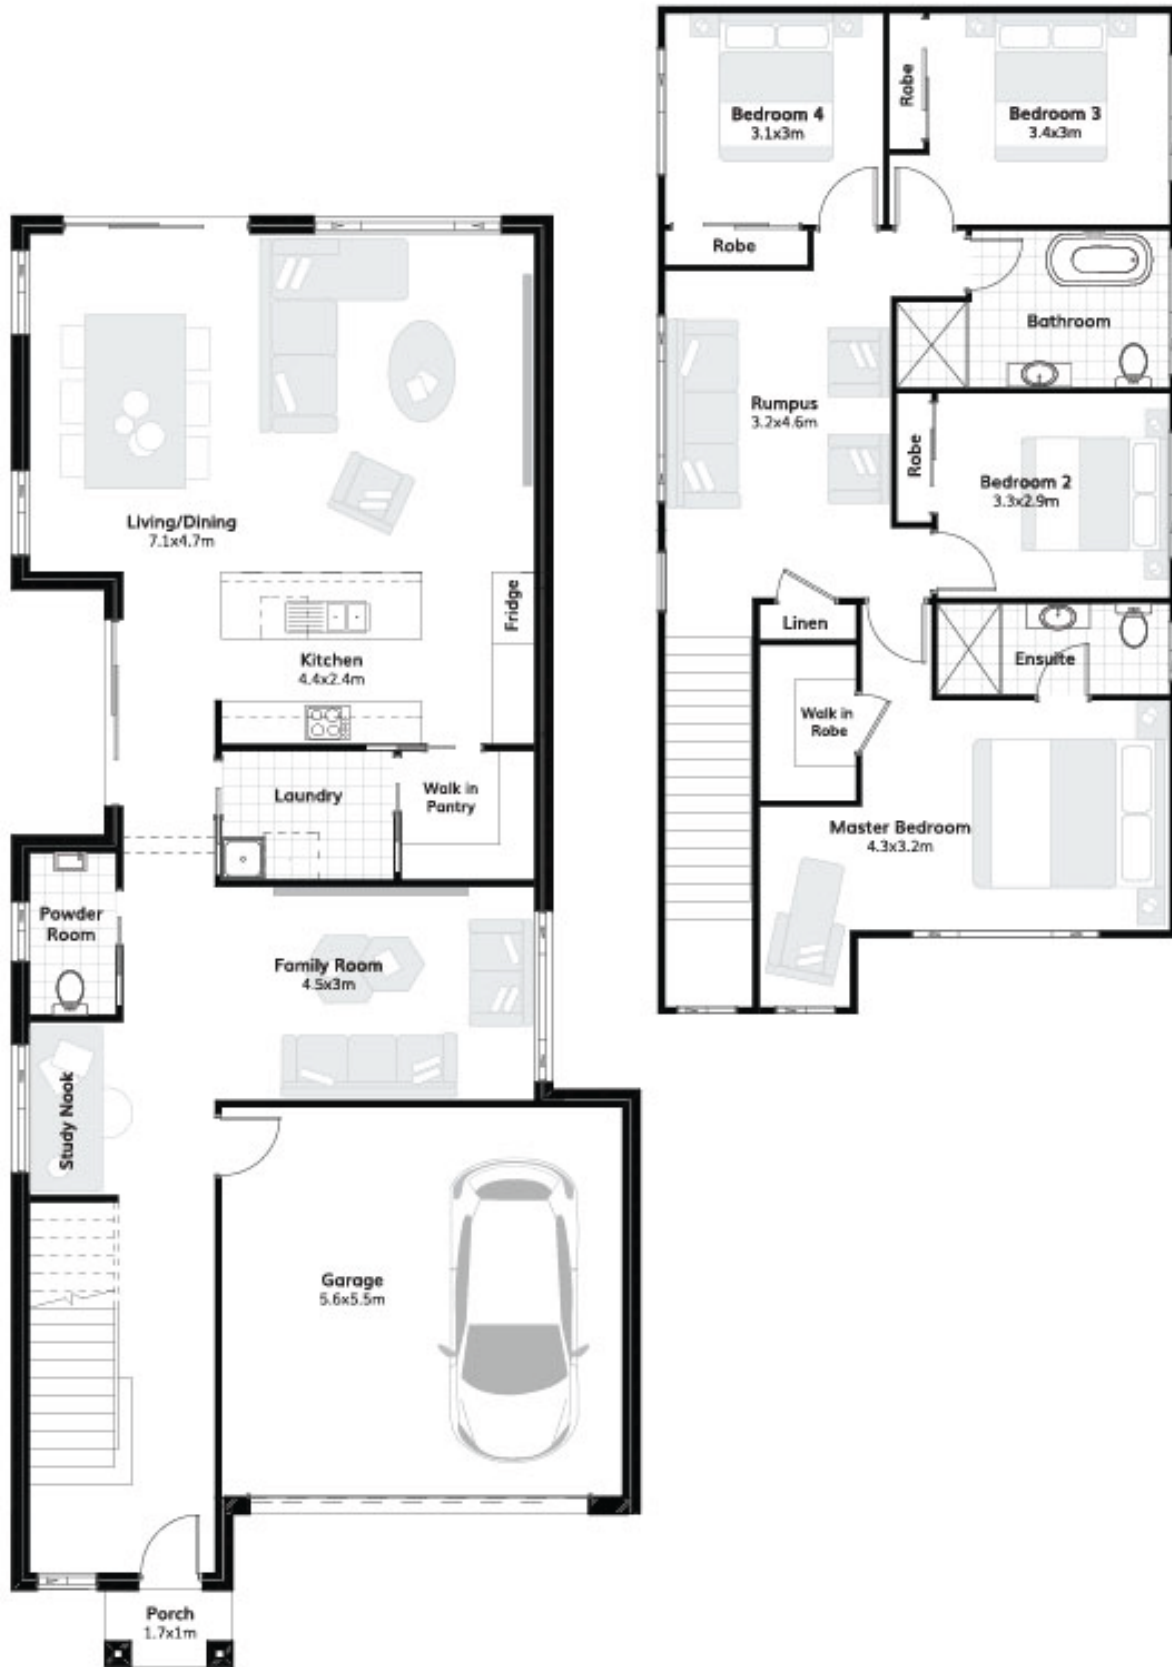 Living/Dining
7.1x4.7m
Kitchen
4.4x2.4m
Fridge
Laundry
Walk in
Pantry
Powder
Room
Family Room
4.5x3m
Study Nook
Garage
5.6x5.5m
Porch
1.7x1m
Bedroom 4
3.1x3m
Robe
Bedroom 3
3.4x3m
Robe
Bathroom
Rumpus
3.2x4.6m
Robe
Bedroom 2
3.3x2.9m
Linen
Ensuite
Walk in
Robe
Master Bedroom
4.3x3.2m